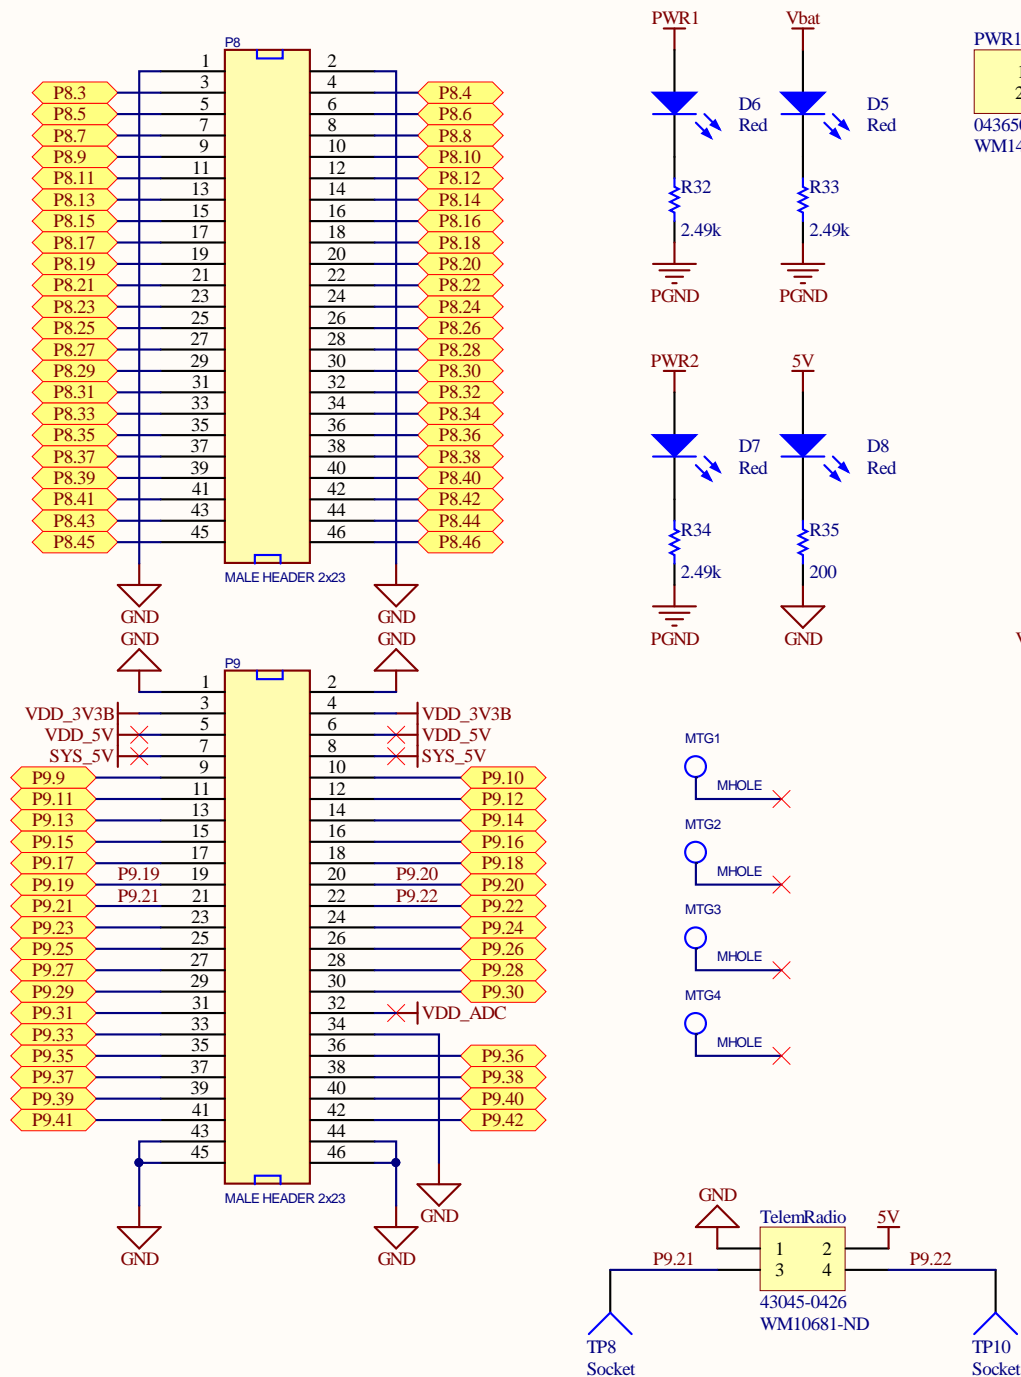 P8
1 2
P8.3 3 4 P8.4
P8.5 5 6 P8.6
P8.7 7 8 P8.8
P8.9 9 10 P8.10
P8.11 11 12 P8.12
P8.13 13 14 P8.14
P8.15 15 16 P8.16
P8.17 17 18 P8.18
P8.19 19 20 P8.20
P8.21 21 22 P8.22
P8.23 23 24 P8.24
P8.25 25 26 P8.26
P8.27 27 28 P8.28
P8.29 29 30 P8.30
P8.31 31 32 P8.32
P8.33 33 34 P8.34
P8.35 35 36 P8.36
P8.37 37 38 P8.38
P8.39 39 40 P8.40
P8.41 41 42 P8.42
P8.43 43 44 P8.44
P8.45 45 46 P8.46
MALE HEADER 2x23
GND GND
GND GND
P9
1 2
VDD_3V3B 3 4 VDD_3V3B
VDD_5V 5 6 VDD_5V
SYS_5V 7 8 SYS_5V
P9.9 9 10 P9.10
P9.11 11 12 P9.12
P9.13 13 14 P9.14
P9.15 15 16 P9.16
P9.17 17 18 P9.18
P9.19 P9.19 19 20 P9.20 P9.20
P9.21 P9.21 21 22 P9.22 P9.22
P9.23 23 24 P9.24
P9.25 25 26 P9.26
P9.27 27 28 P9.28
P9.29 29 30 P9.30
P9.31 31 32 VDD_ADC
P9.33 33 34
P9.35 35 36 P9.36
P9.37 37 38 P9.38
P9.39 39 40 P9.40
P9.41 41 42 P9.42
43 44
45 46
MALE HEADER 2x23
GND
GND GND
PWR1
D6
Red
R32
2.49k
PGND
Vbat
D5
Red
R33
2.49k
PGND
PWR1
1
2
04365
WM14
PWR2
D7
Red
R34
2.49k
PGND
5V
D8
Red
R35
200
GND
V
MTG1
MHOLE
MTG2
MHOLE
MTG3
MHOLE
MTG4
MHOLE
GND
TelemRadio
5V
1 2
P9.21 3 4 P9.22
43045-0426
WM10681-ND
TP8
Socket
TP10
Socket